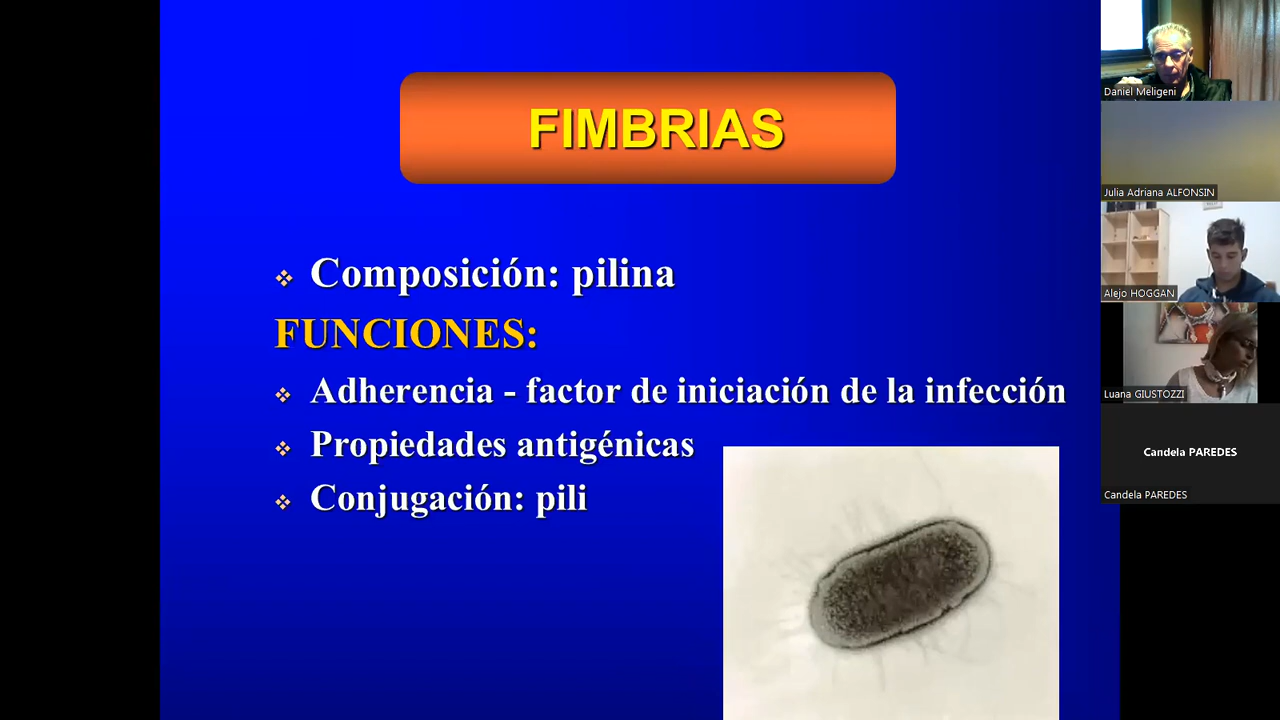 FIMBRIAS
Composición: pilina
FUNCIONES:
Adherencia - factor de iniciación de la infección
Propiedades antigénicas
Conjugación: pili
Daniel Meligeni
Julia Adriana ALFONSIN
Alejo HOGGAN
Luana GIUSTOZZI
Candela PAREDES
Candela PAREDES